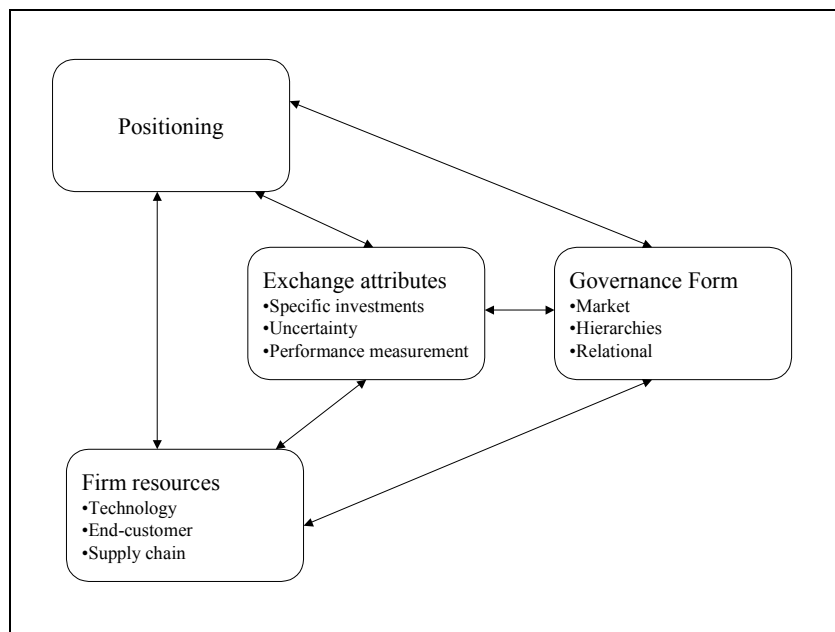 Positioning
Exchange attributes
•Specific investments
•Uncertainty
•Performance measurement
Governance Form
•Market
•Hierarchies
•Relational
Firm resources
•Technology
•End-customer
•Supply chain